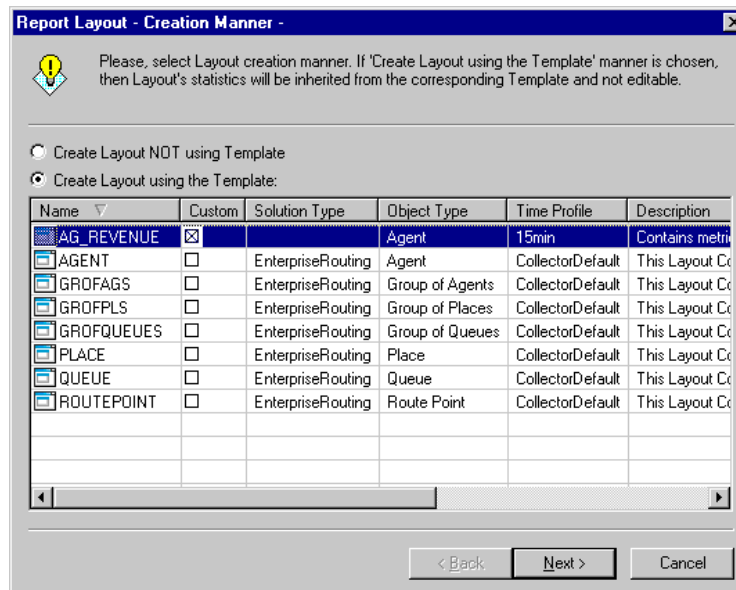 Report Layout - Creation Manner -
Please, select Layout creation manner. If 'Create Layout using the Template' manner is chosen,
then Layout's statistics will be inherited from the corresponding Template and not editable.
Create Layout NOT using Template
Create Layout using the Template:
Name Custom Solution Type Object Type Time Profile Description
AG_REVENUE Agent 15min Contains metri
AGENT EnterpriseRouting Agent CollectorDefault This Layout Co
GROFAGS EnterpriseRouting Group of Agents CollectorDefault This Layout Co
GROFPLS EnterpriseRouting Group of Places CollectorDefault This Layout Co
GROFQUEUES EnterpriseRouting Group of Queues CollectorDefault This Layout Co
PLACE EnterpriseRouting Place CollectorDefault This Layout Co
QUEUE EnterpriseRouting Queue CollectorDefault This Layout Co
ROUTEPOINT EnterpriseRouting Route Point CollectorDefault This Layout Co
< Back Next > Cancel